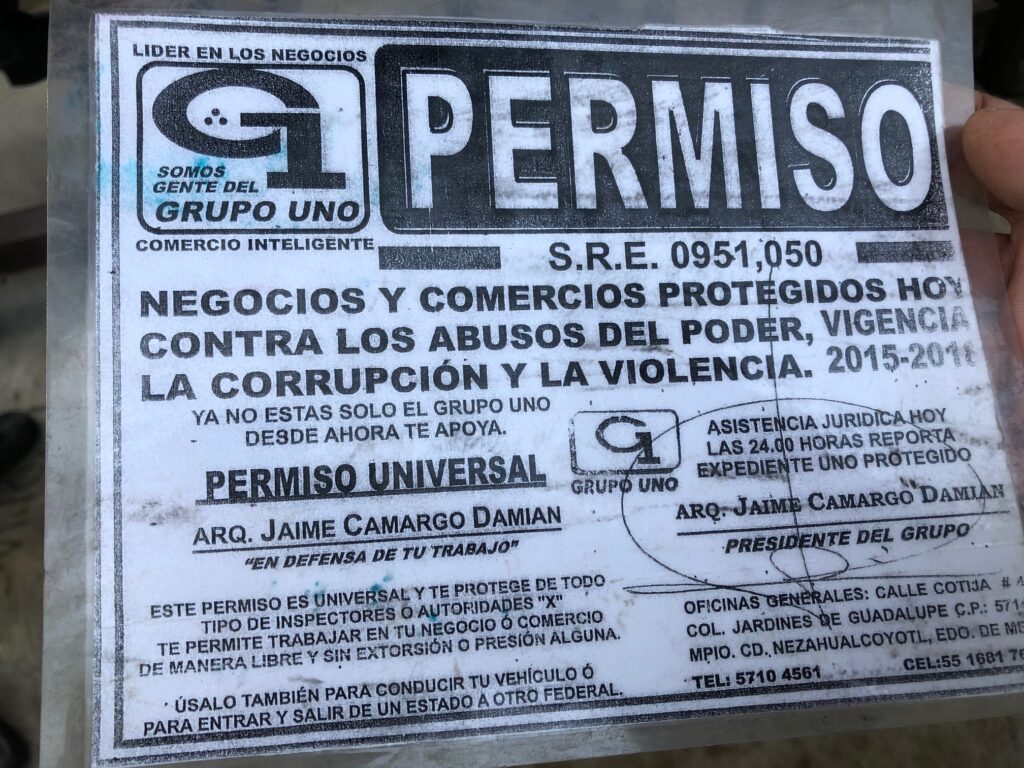 LIDER EN LOS NEGOCIOS
G1
SOMOS
GENTE DEL
GRUPO UNO
COMERCIO INTELIGENTE
PERMISO
S.R.E. 0951,050
NEGOCIOS Y COMERCIOS PROTEGIDOS HOY
CONTRA LOS ABUSOS DEL PODER,
LA CORRUPCIÓN Y LA VIOLENCIA.
VIGENCIA
YA NO ESTAS SOLO EL GRUPO UNO
DESDE AHORA TE APOYA.
PERMISO UNIVERSAL
ARQ. JAIME CAMARGO DAMIAN
"EN DEFENSA DE TU TRABAJO"
G1
GRUPO UNO
ASISTENCIA JURIDICA HOY
LAS 24.00 HORAS REPORTA
EXPEDIENTE UNO PROTEGIDO
ARQ. JAIME CAMARGO DAMIAN
PRESIDENTE DEL GRUPO
ESTE PERMISO ES UNIVERSAL Y TE PROTEGE DE TODO
TIPO DE INSPECTORES Ó AUTORIDADES "X"
TE PERMITE TRABAJAR EN TU NEGOCIO Ó COMERCIO
DE MANERA LIBRE Y SIN EXTORSIÓN O PRESIÓN ALGUNA.
ÚSALO TAMBIÉN PARA CONDUCIR TU VEHÍCULO Ó
PARA ENTRAR Y SALIR DE UN ESTADO A OTRO FEDERAL.
OFICINAS GENERALES: CALLE COTIJA #
COL. JARDINES DE GUADALUPE C.P.:
MPIO. CD. NEZAHUALCOYOTL, EDO. DE
TEL: 5710 4561
CEL:55 1681